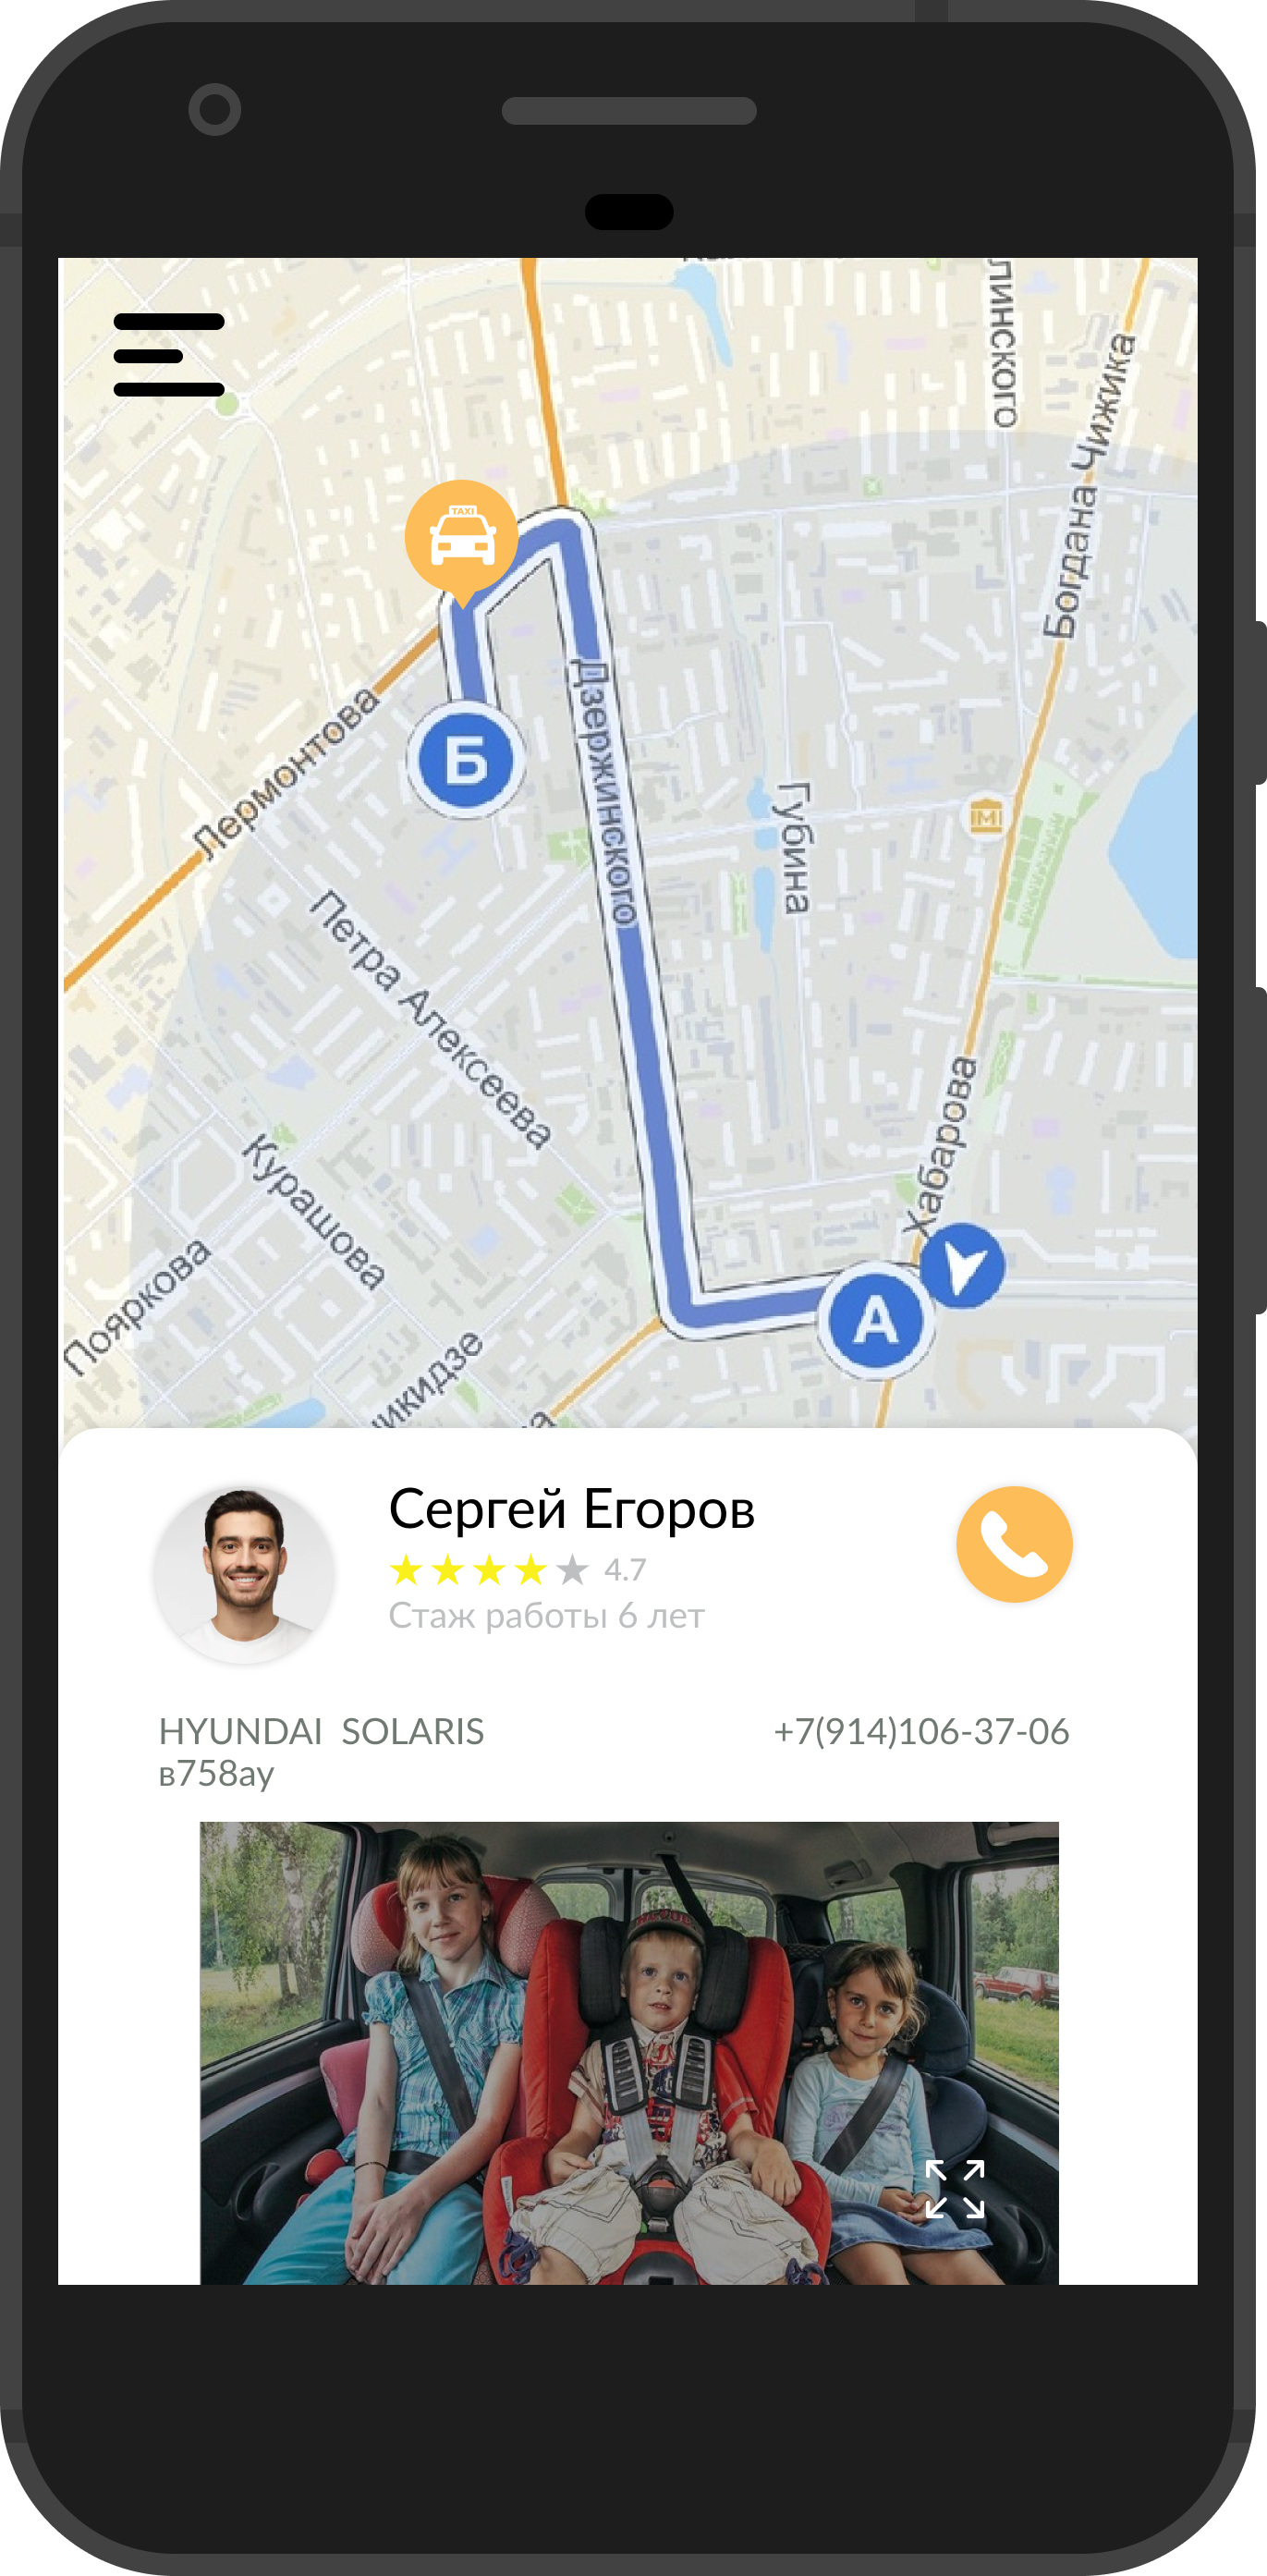 линского
Богдана Чижика
TAXI
Дзержинского
Лермонтова
Б
Губина
М
Петра Алексеева
Хабарова
Курашова
Пояркова
А
Сергей Егоров
4.7
Стаж работы 6 лет
HYUNDAI SOLARIS
+7(914)106-37-06
в758ау